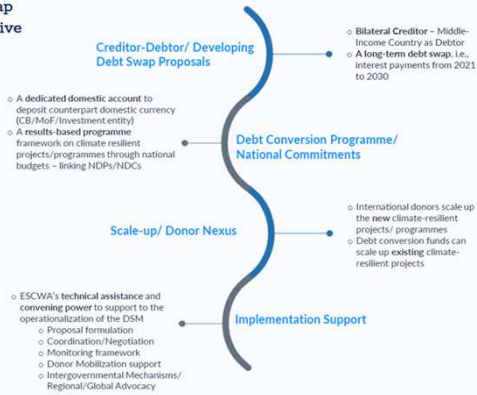 ap
ive
Creditor-Debtor/ Developing
Debt Swap Proposals
○ Bilateral Creditor – Middle-
Income Country as Debtor
○ A long-term debt swap, i.e.,
interest payments from 2021
to 2030
○ A dedicated domestic account to
deposit counterpart domestic currency
(CB/MoF/Investment entity)
○ A results-based programme
framework on climate resilient
projects/programmes through national
budgets – linking NDPs/NDCs
Debt Conversion Programme/
National Commitments
Scale-up/ Donor Nexus
○ International donors scale up
the new climate-resilient
projects/ programmes
○ Debt conversion funds can
scale up existing climate-
resilient projects
○ ESCWA's technical assistance and
convening power to support to the
operationalization of the DSM
○ Proposal formulation
○ Coordination/Negotiation
○ Monitoring framework
○ Donor Mobilization support
○ Intergovernmental Mechanisms/
Regional/Global Advocacy
Implementation Support